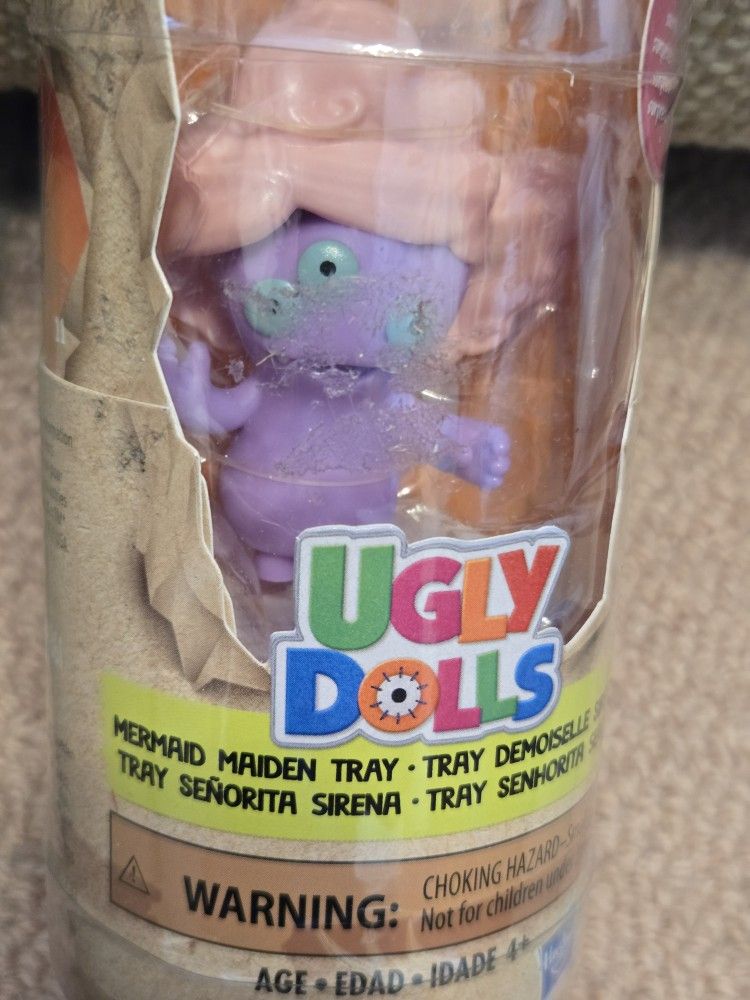 UGLY
DOLLS
MERMAID MAIDEN TRAY • TRAY DEMOISELLE
TRAY SEÑORITA SIRENA • TRAY SENHORITA
WARNING:
CHOKING HAZARD–
Not for children
AGE • EDAD • IDADE 4+